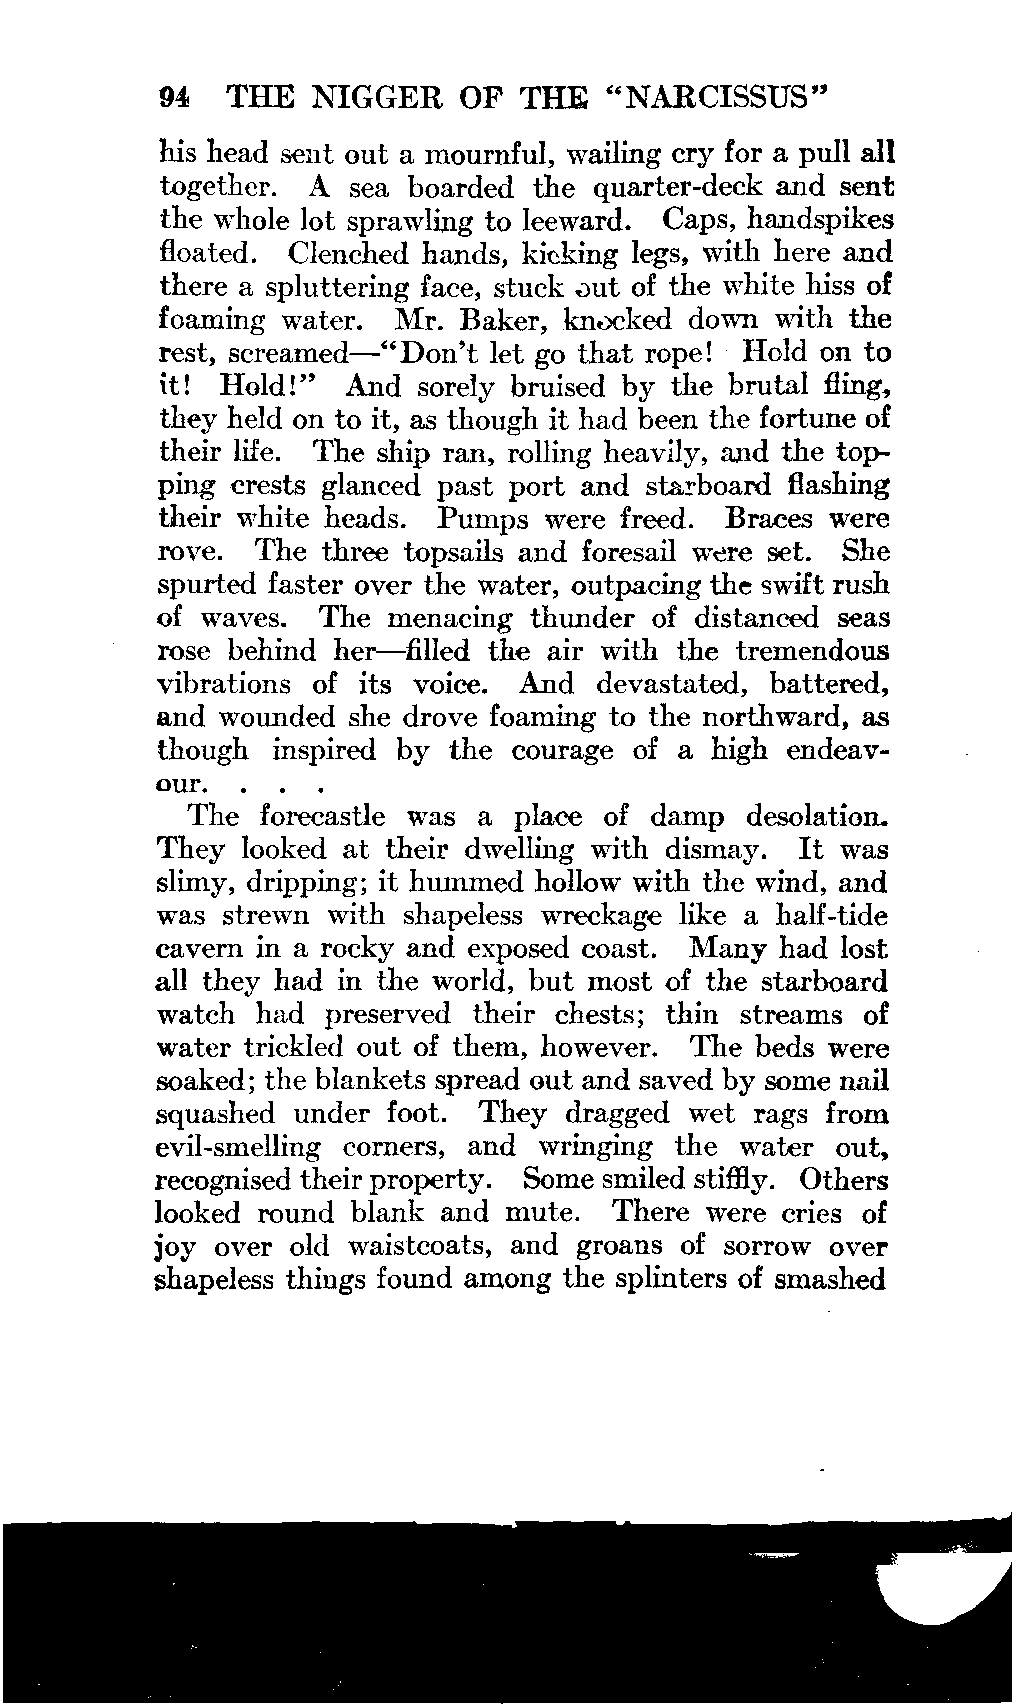 94 THE NIGGER OF THE “NARCISSUS”
his head sent out a mournful, wailing cry for a pull all
together. A sea boarded the quarter-deck and sent
the whole lot sprawling to leeward. Caps, handspikes
floated. Clenched hands, kicking legs, with here and
there a spluttering face, stuck out of the white hiss of
foaming water. Mr. Baker, knocked down with the
rest, screamed—“Don’t let go that rope! Hold on to
it! Hold!” And sorely bruised by the brutal fling,
they held on to it, as though it had been the fortune of
their life. The ship ran, rolling heavily, and the top-
ping crests glanced past port and starboard flashing
their white heads. Pumps were freed. Braces were
rove. The three topsails and foresail were set. She
spurted faster over the water, outpacing the swift rush
of waves. The menacing thunder of distanced seas
rose behind her—filled the air with the tremendous
vibrations of its voice. And devastated, battered,
and wounded she drove foaming to the northward, as
though inspired by the courage of a high endeav-
our. . . .
The forecastle was a place of damp desolation.
They looked at their dwelling with dismay. It was
slimy, dripping; it hummed hollow with the wind, and
was strewn with shapeless wreckage like a half-tide
cavern in a rocky and exposed coast. Many had lost
all they had in the world, but most of the starboard
watch had preserved their chests; thin streams of
water trickled out of them, however. The beds were
soaked; the blankets spread out and saved by some nail
squashed under foot. They dragged wet rags from
evil-smelling corners, and wringing the water out,
recognised their property. Some smiled stiffly. Others
looked round blank and mute. There were cries of
joy over old waistcoats, and groans of sorrow over
shapeless things found among the splinters of smashed